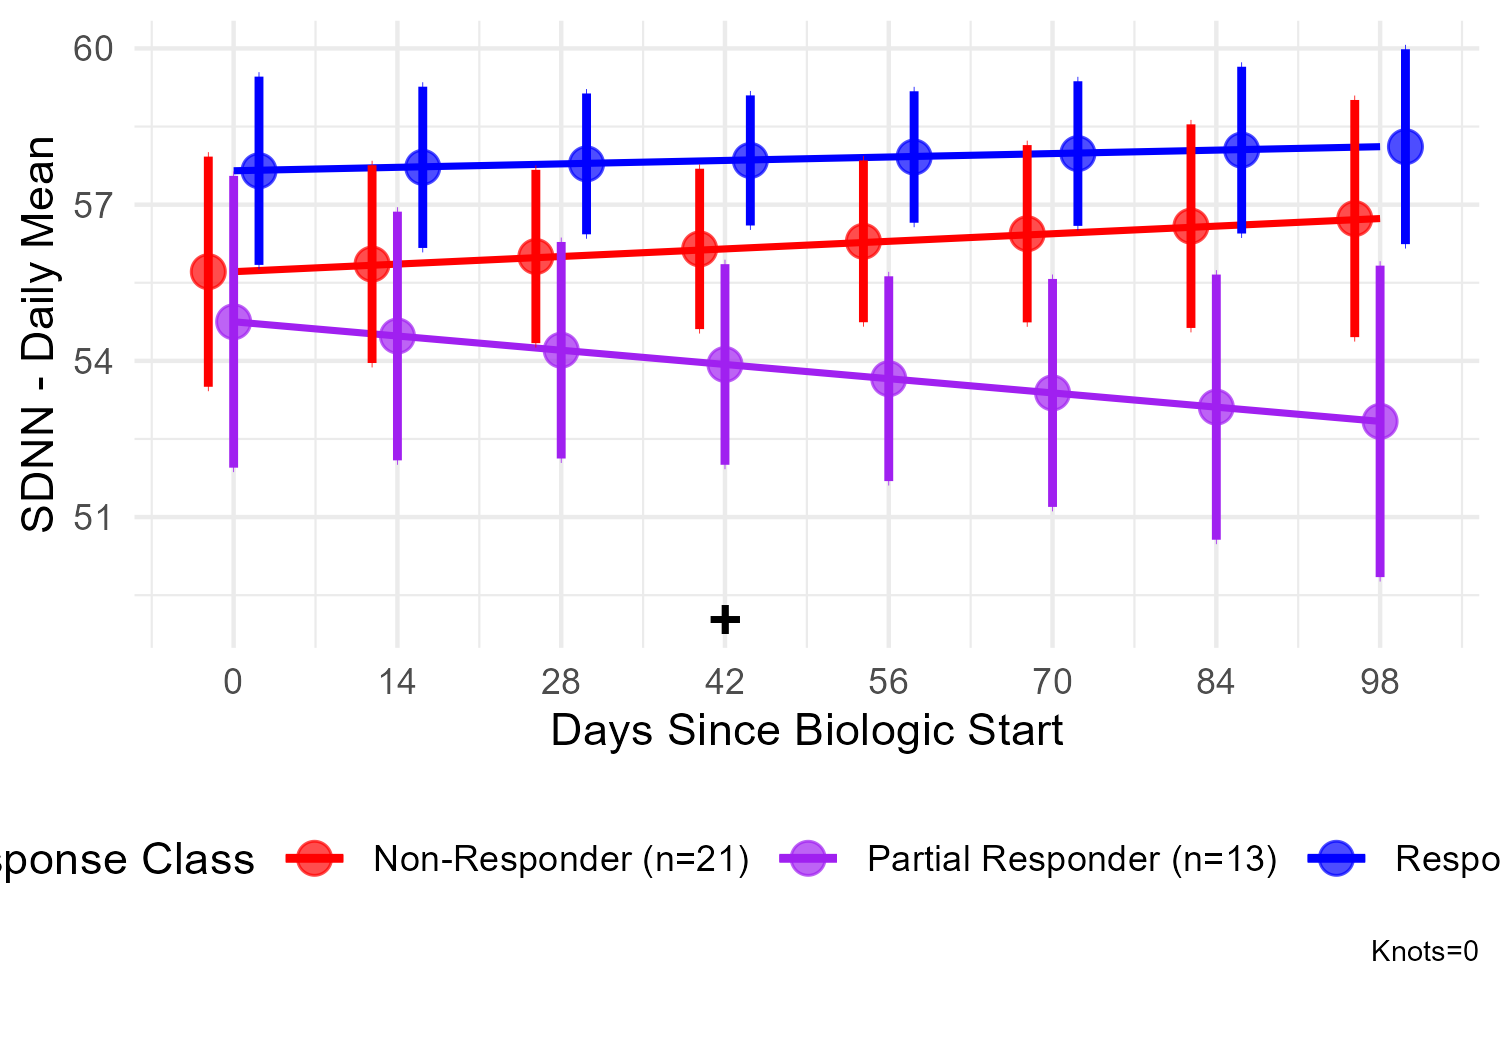 60
57
54
51
SDNN - Daily Mean
+
0 14 28 42 56 70 84 98
Days Since Biologic Start
sponse Class Non-Responder (n=21) Partial Responder (n=13) Respo
Knots=0